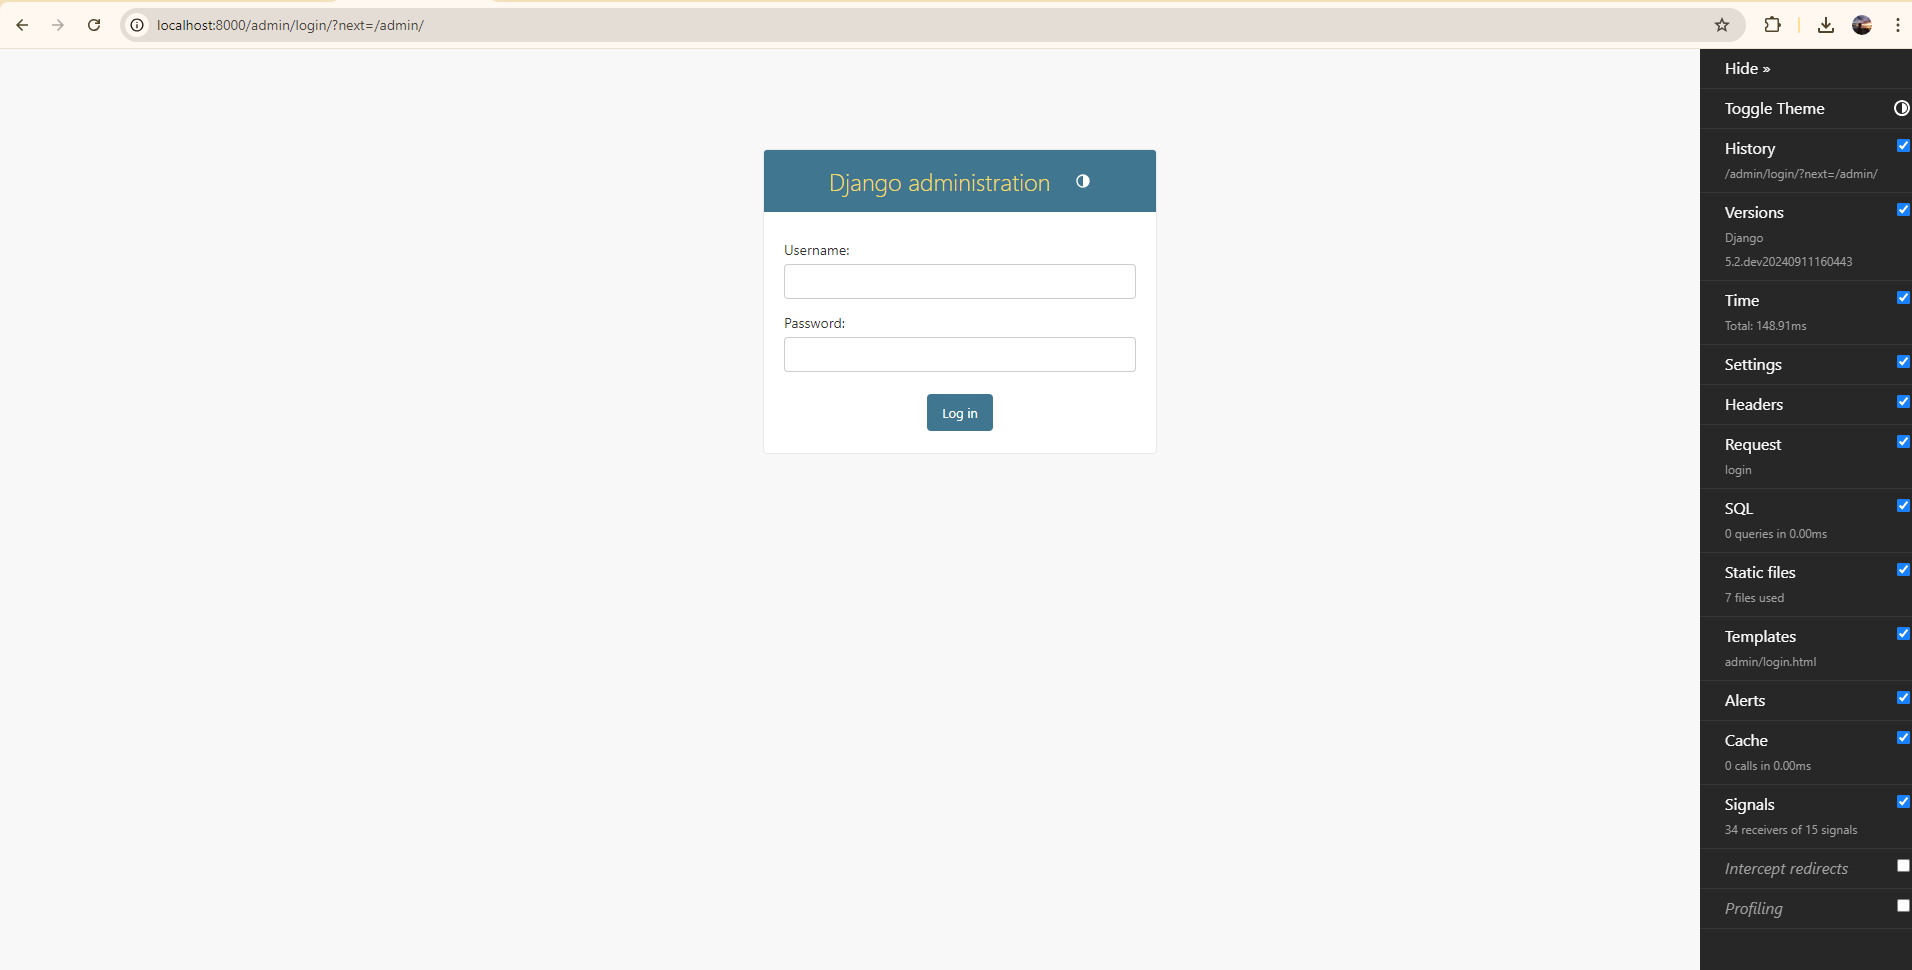 localhost:8000/admin/login/?next=/admin/
Django administration
Username:
Password:
Log in
Hide »
Toggle Theme
History
/admin/login/?next=/admin/
Versions
Django
5.2.dev20240911160443
Time
Total: 148.91ms
Settings
Headers
Request
login
SQL
0 queries in 0.00ms
Static files
7 files used
Templates
admin/login.html
Alerts
Cache
0 calls in 0.00ms
Signals
34 receivers of 15 signals
Intercept redirects
Profiling